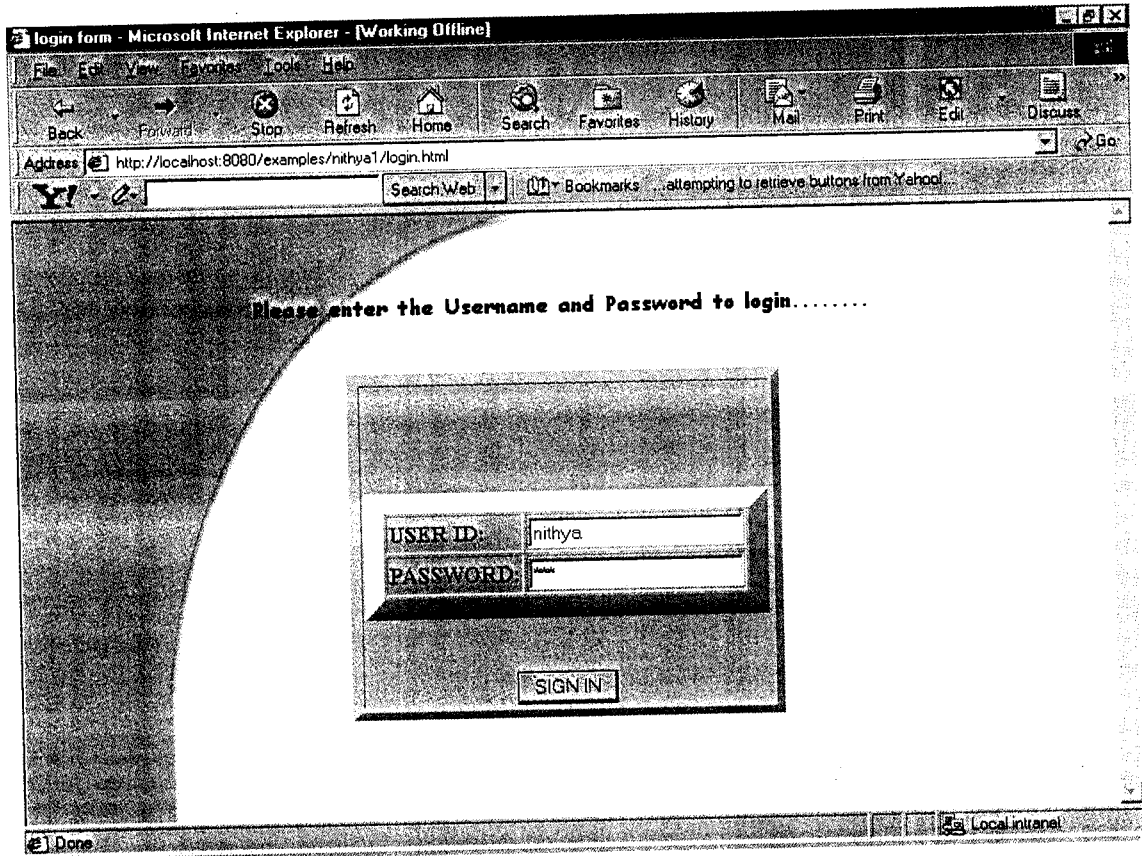 login form - Microsoft Internet Explorer - [Working Offline]
File Edit View Favorites Tools Help
Back Forward Stop Refresh Home Search Favorites History Mail Print Edit Discuss
Address http://localhost:8080/examples/nithya1/login.html Go
Y! Search Web Bookmarks ...attempting to retrieve buttons from Yahoo!...
Please enter the Username and Password to login........
USER ID: nithya
PASSWORD: ****
SIGN IN
Done Local intranet